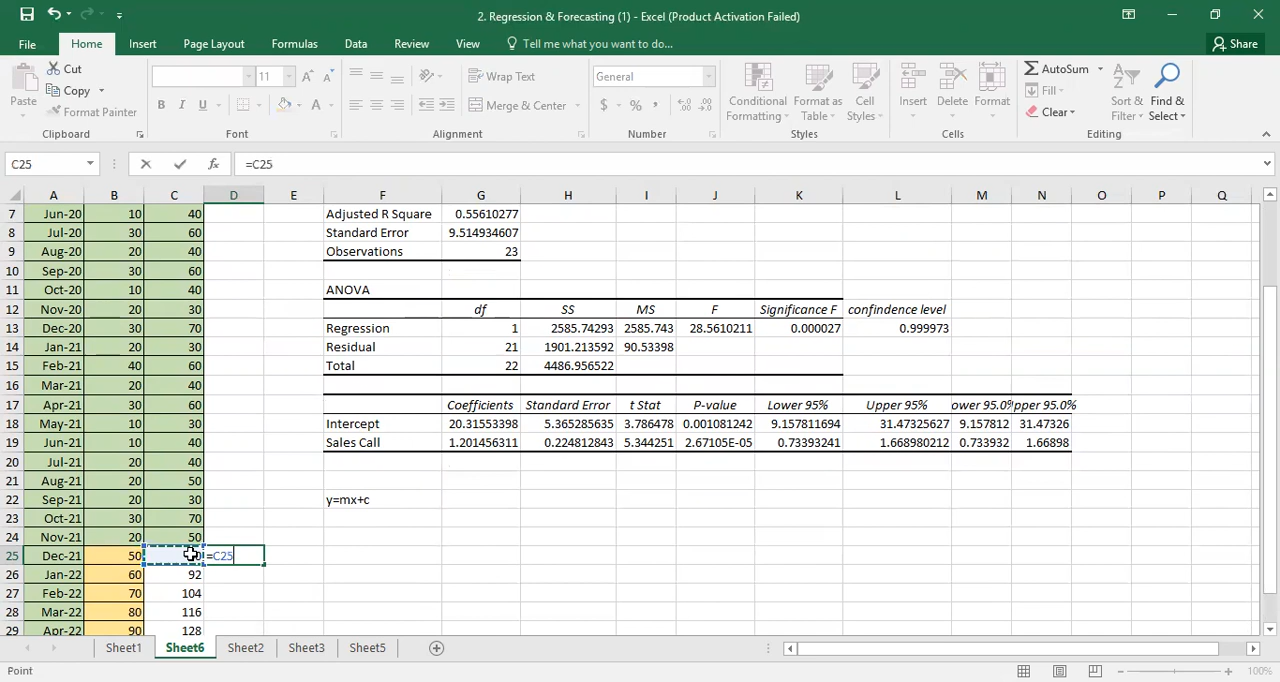 2. Regression & Forecasting (1) - Excel (Product Activation Failed)
File Home Insert Page Layout Formulas Data Review View Tell me what you want to do... Share
Cut
Copy
Format Painter
Paste
11
Wrap Text
Merge & Center
General
Conditional Formatting
Format as Table
Cell Styles
Insert
Delete
Format
AutoSum
Fill
Clear
Sort & Filter
Find & Select
Clipboard Font Alignment Number Styles Cells Editing
C25 =C25
A B C D E F G H I J K L M N O P Q
7 Jun-20 10 40 Adjusted R Square 0.55610277
8 Jul-20 30 60 Standard Error 9.514934607
9 Aug-20 20 40 Observations 23
10 Sep-20 30 60
11 Oct-20 10 40 ANOVA
12 Nov-20 20 30 df SS MS F Significance F confindence level
13 Dec-20 30 70 Regression 1 2585.74293 2585.743 28.5610211 0.000027 0.999973
14 Jan-21 20 30 Residual 21 1901.213592 90.53398
15 Feb-21 40 60 Total 22 4486.956522
16 Mar-21 20 40
17 Apr-21 30 60 Coefficients Standard Error t Stat P-value Lower 95% Upper 95% ower 95.0% pper 95.0%
18 May-21 10 30 Intercept 20.31553398 5.365285635 3.786478 0.001081242 9.157811694 31.47325627 9.157812 31.47326
19 Jun-21 10 40 Sales Call 1.201456311 0.224812843 5.344251 2.67105E-05 0.73393241 1.668980212 0.733932 1.66898
20 Jul-21 20 40
21 Aug-21 20 50
22 Sep-21 20 30 y=mx+c
23 Oct-21 30 70
24 Nov-21 20 50
25 Dec-21 50 =C25
26 Jan-22 60 92
27 Feb-22 70 104
28 Mar-22 80 116
29 Apr-22 90 128
Sheet1 Sheet6 Sheet2 Sheet3 Sheet5
Point 100%